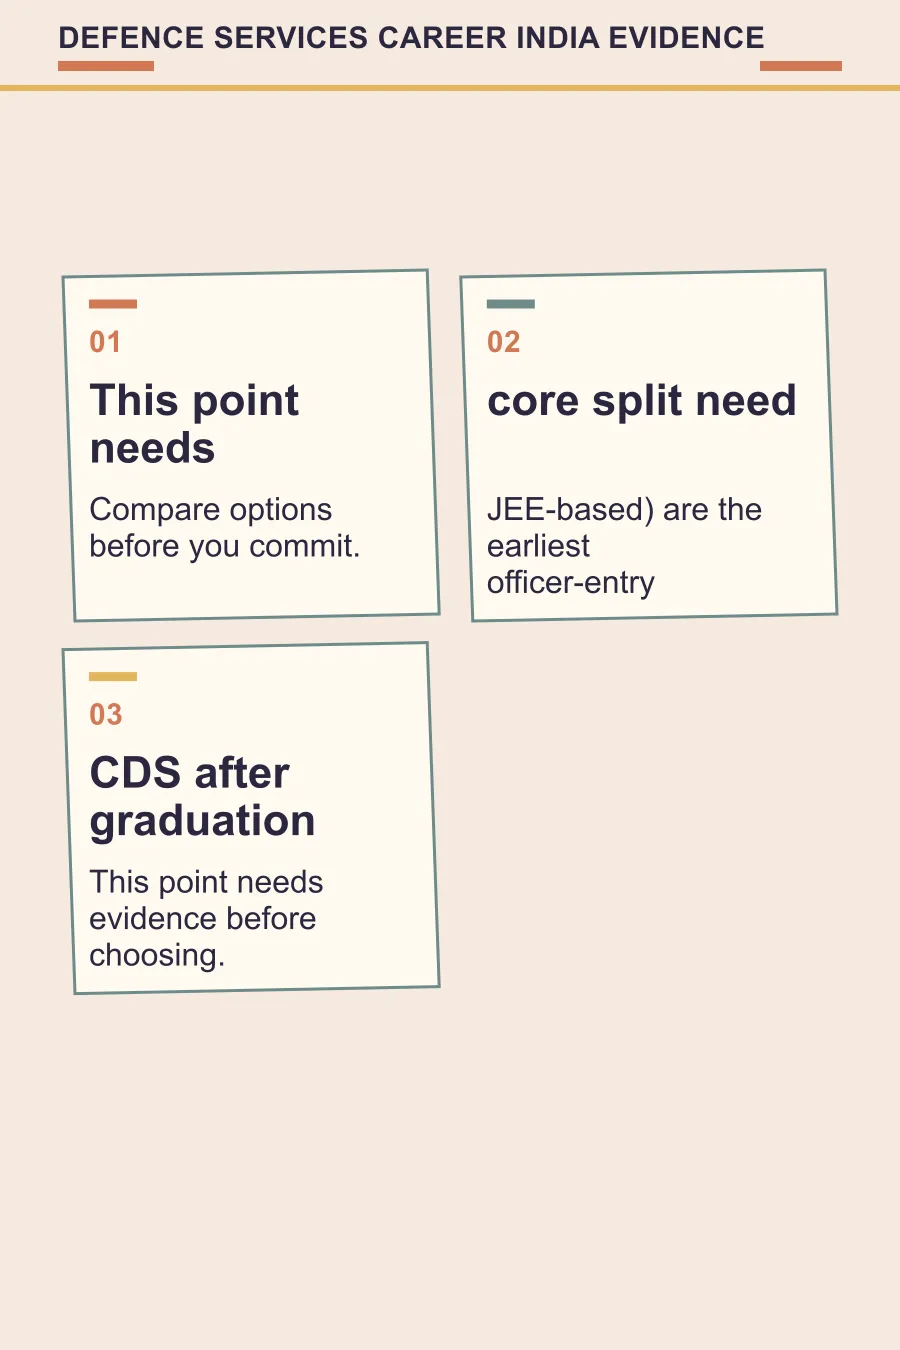 DEFENCE SERVICES CAREER INDIA EVIDENCE
01
This point
needs
Compare options
before you commit.
02
core split need
JEE-based) are the
earliest
officer-entry
03
CDS after
graduation
This point needs
evidence before
choosing.